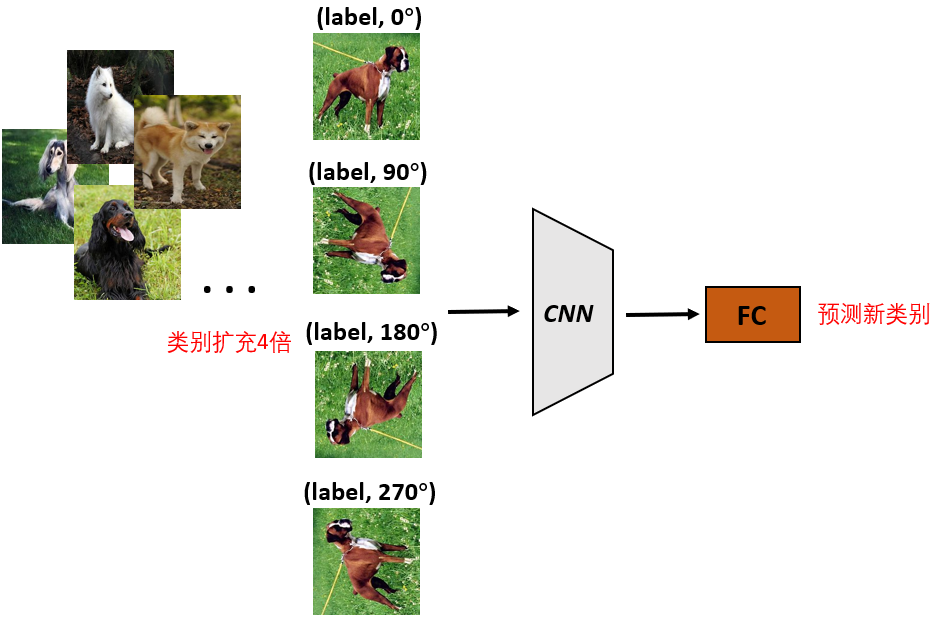 (label, 0°)
(label, 90°)
. . .
类别扩充4倍
(label, 180°)
(label, 270°)
CNN
FC
预测新类别